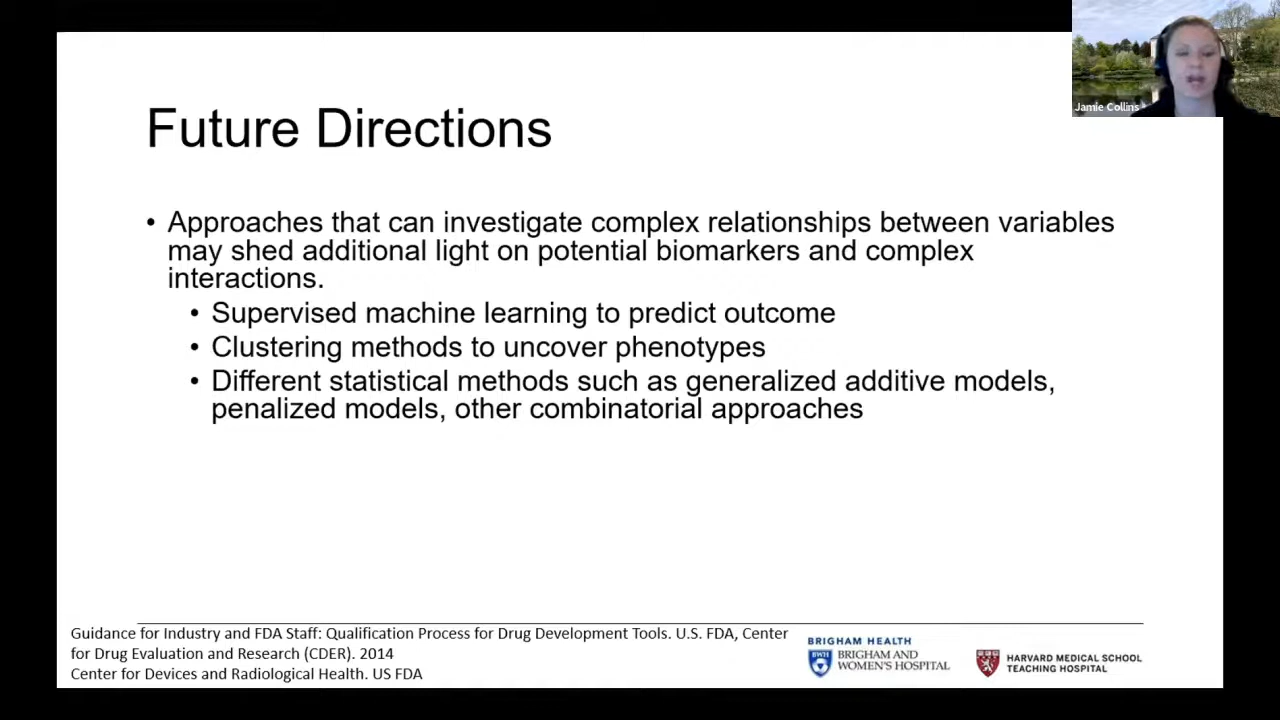 Jamie Collins
Future Directions
• Approaches that can investigate complex relationships between variables
may shed additional light on potential biomarkers and complex
interactions.
• Supervised machine learning to predict outcome
• Clustering methods to uncover phenotypes
• Different statistical methods such as generalized additive models,
penalized models, other combinatorial approaches
Guidance for Industry and FDA Staff: Qualification Process for Drug Development Tools. U.S. FDA, Center
for Drug Evaluation and Research (CDER). 2014
Center for Devices and Radiological Health. US FDA
BRIGHAM HEALTH
BWH
BRIGHAM AND
WOMEN'S HOSPITAL
HARVARD MEDICAL SCHOOL
TEACHING HOSPITAL